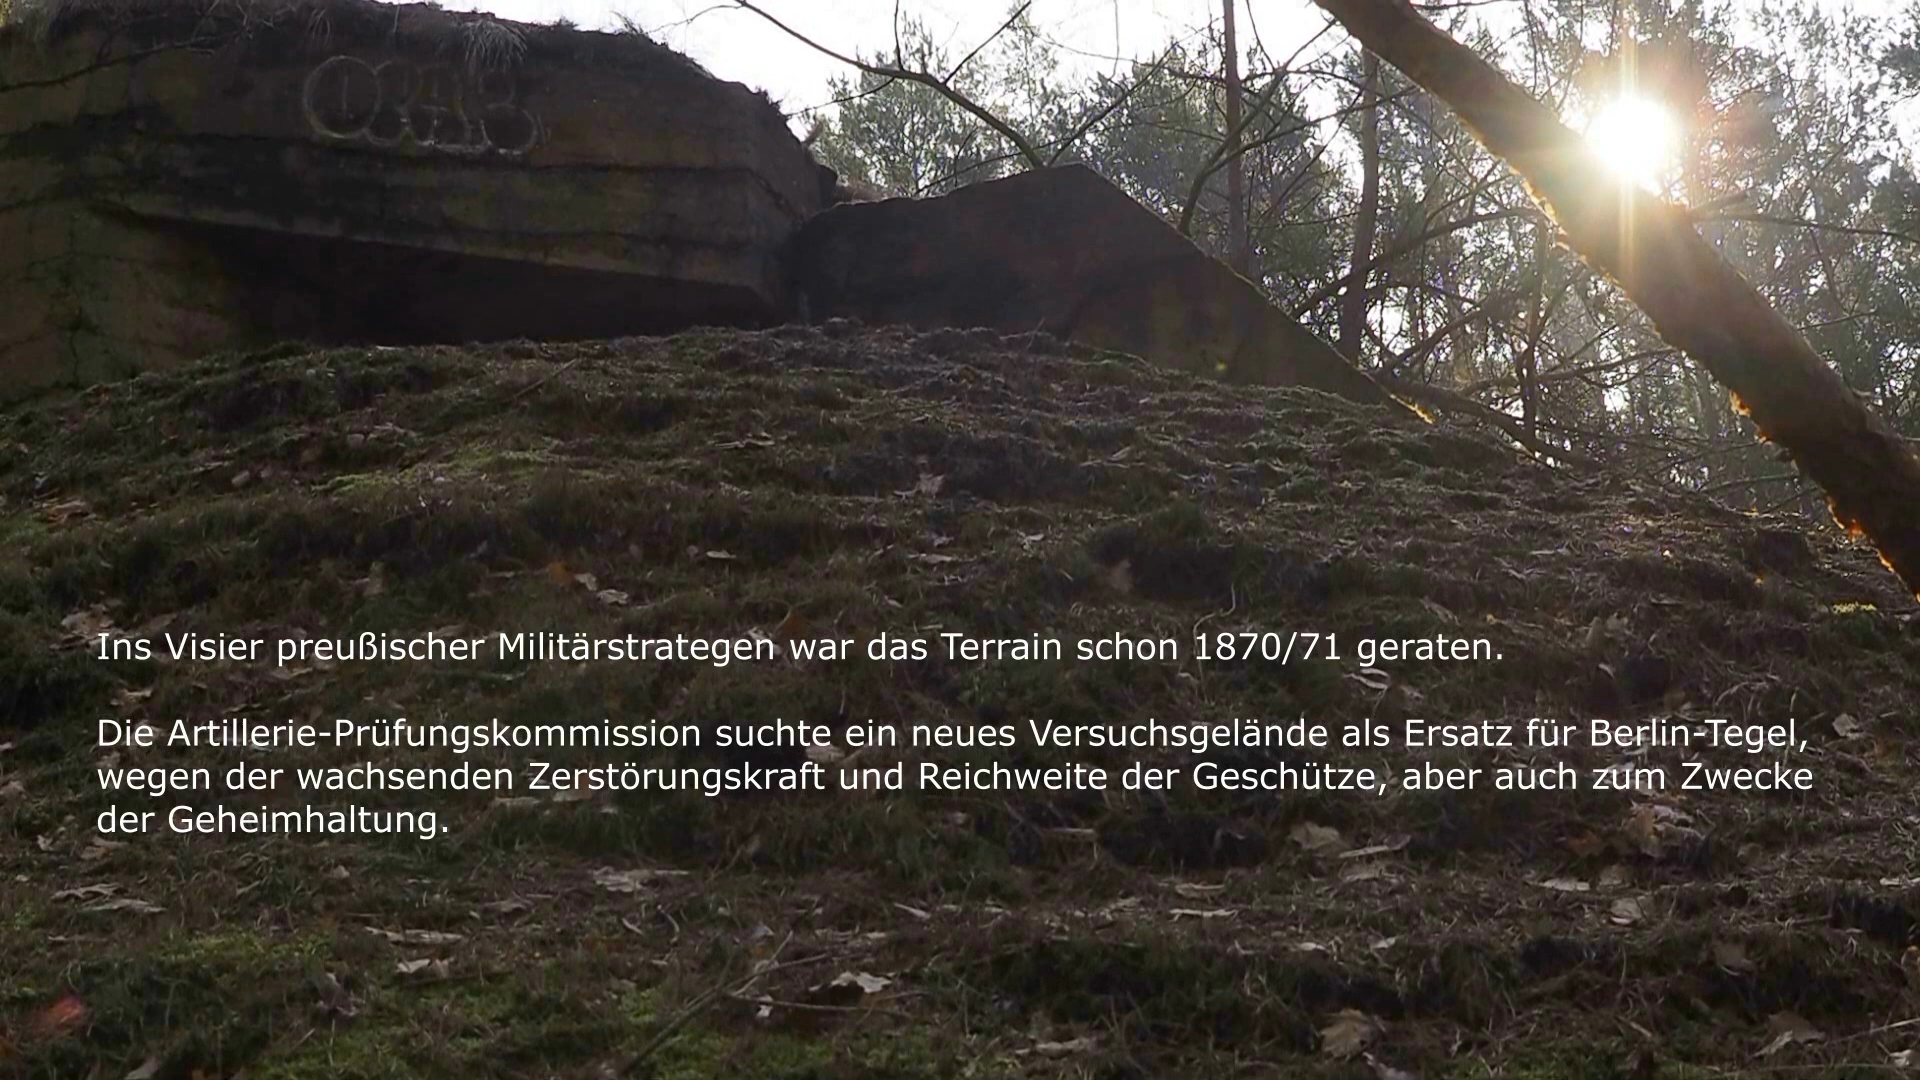 Ins Visier preußischer Militärstrategen war das Terrain schon 1870/71 geraten.
Die Artillerie-Prüfungskommission suchte ein neues Versuchsgelände als Ersatz für Berlin-Tegel,
wegen der wachsenden Zerstörungskraft und Reichweite der Geschütze, aber auch zum Zwecke
der Geheimhaltung.